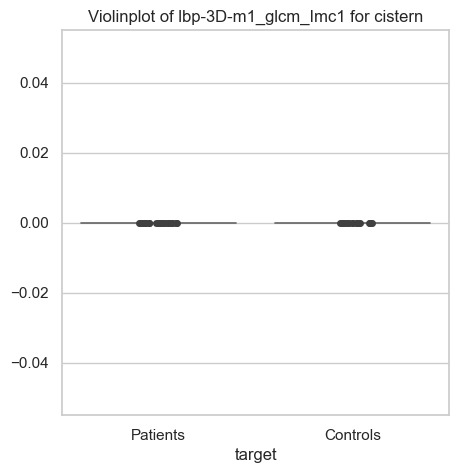 Violinplot of lbp-3D-m1_glcm_Imc1 for cistern
0.04
0.02
0.00
−0.02
−0.04
Patients
Controls
target